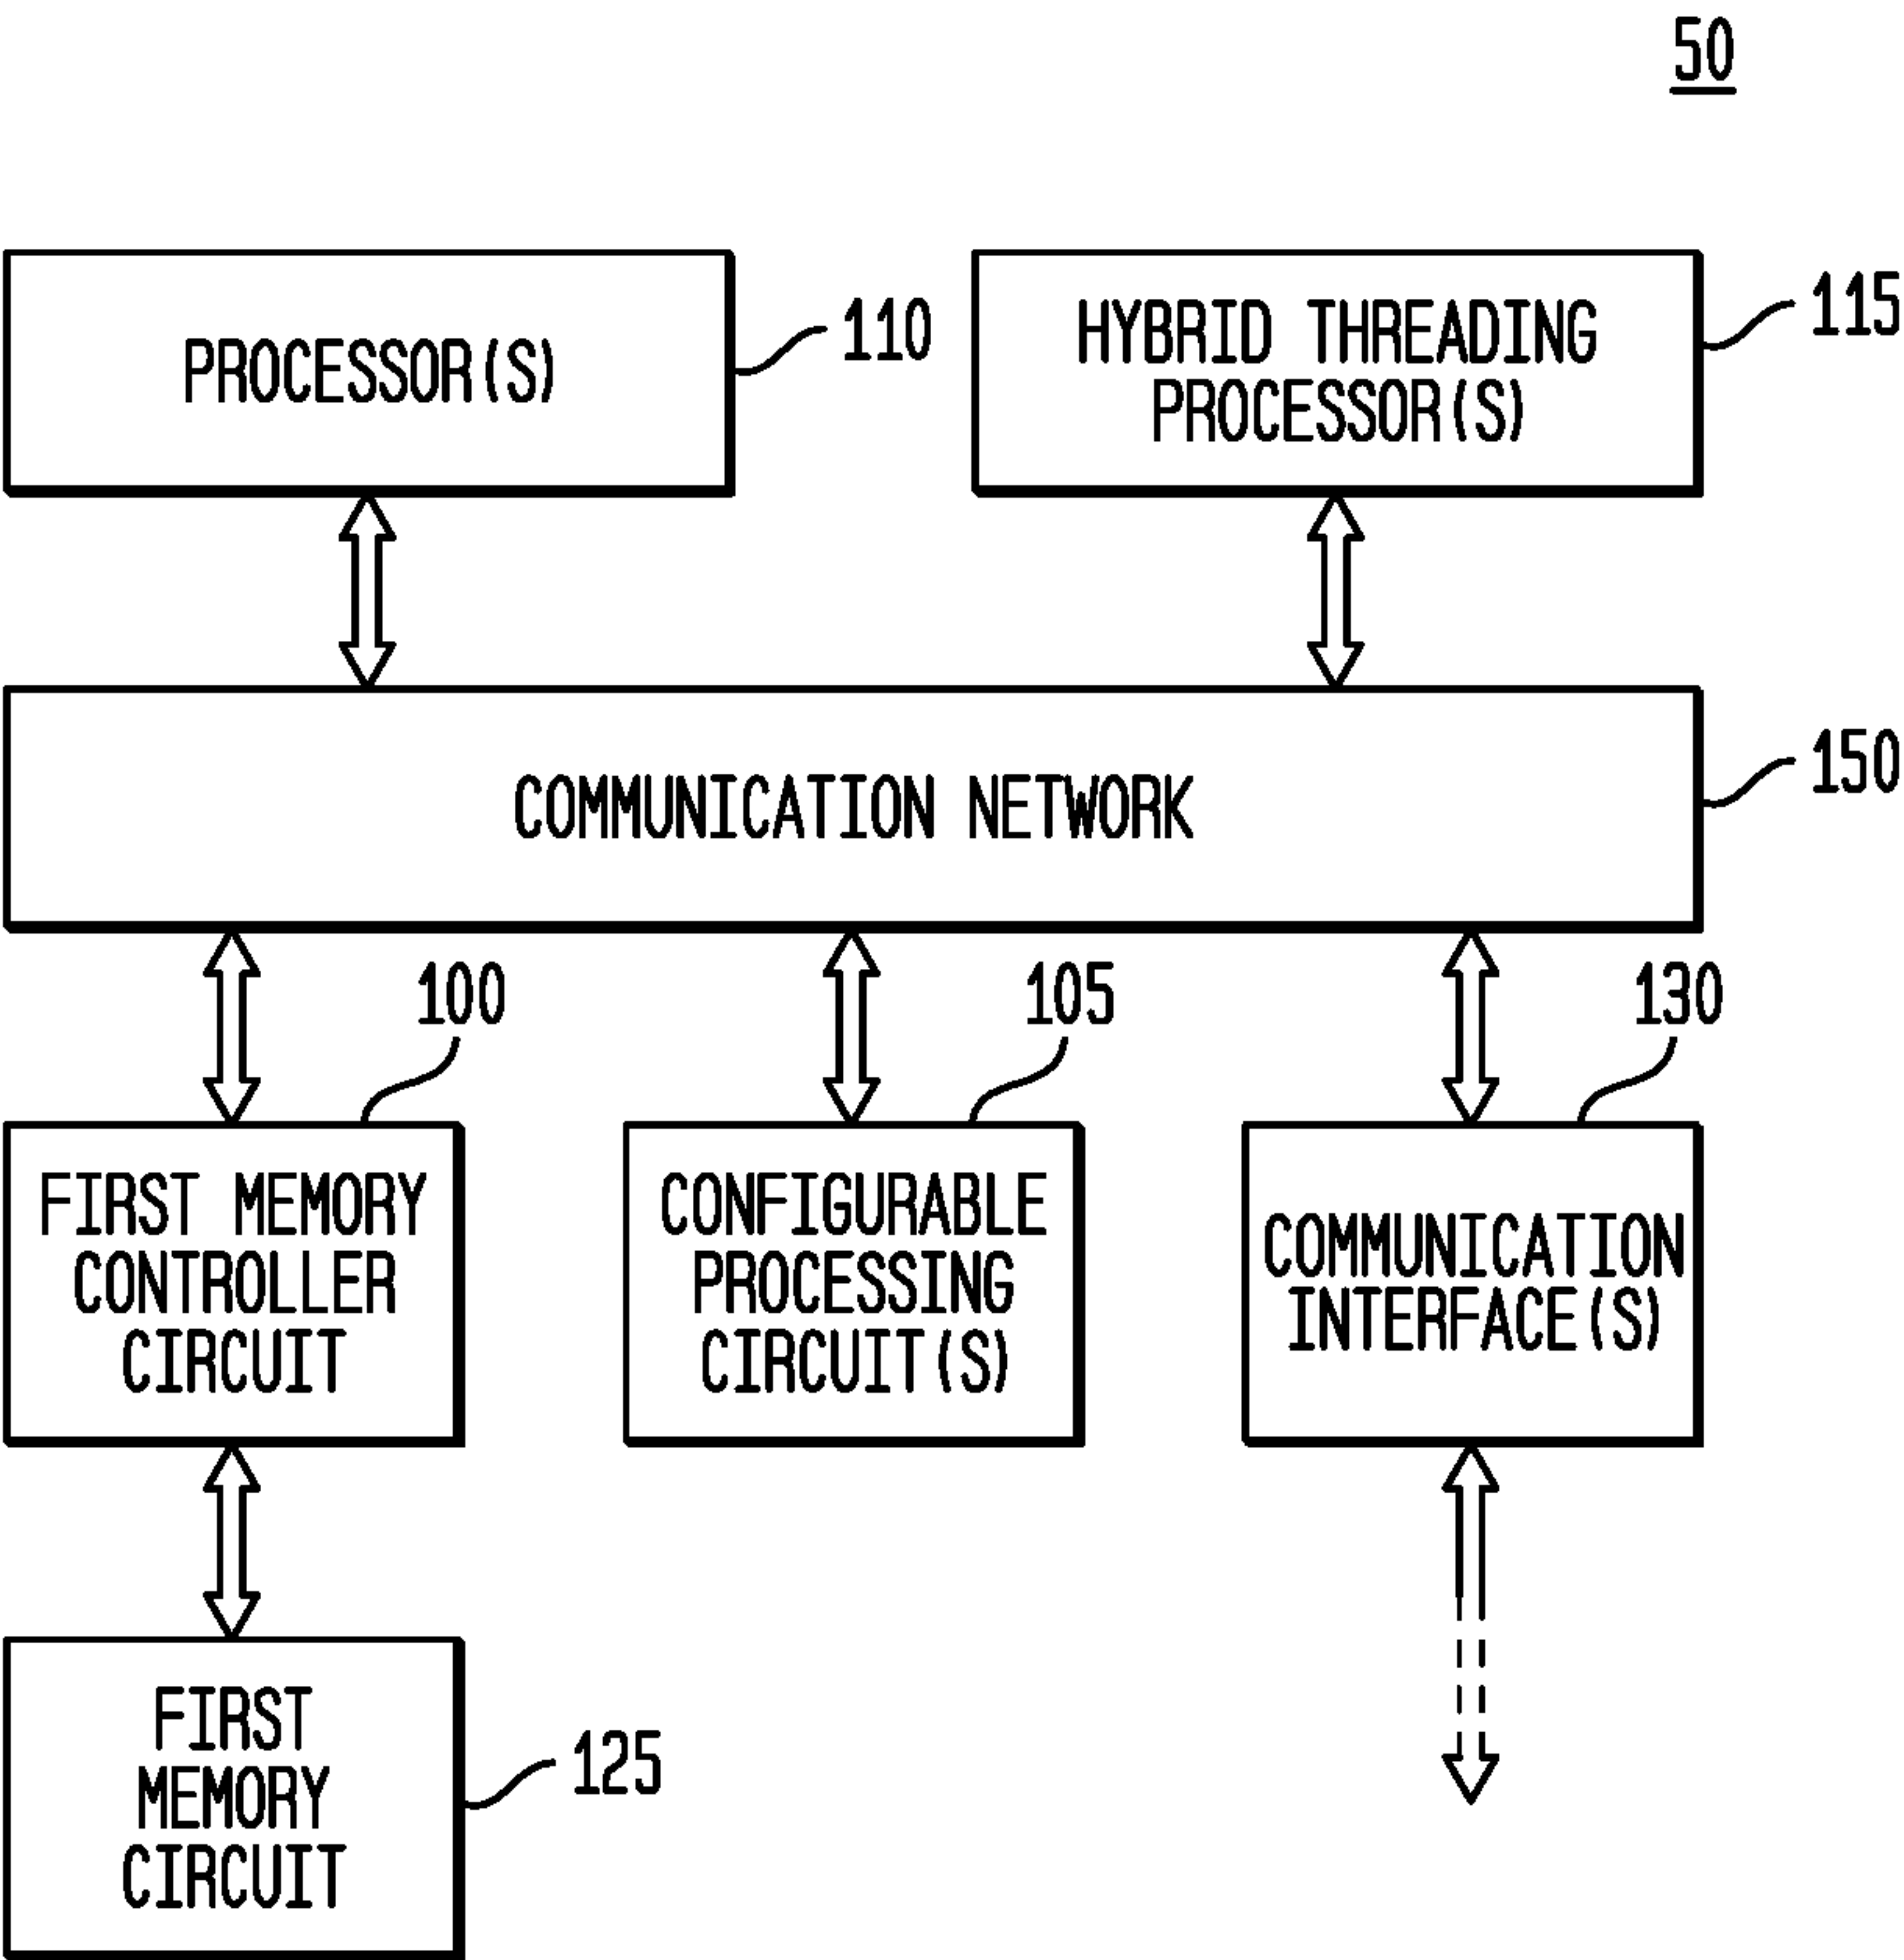 50
PROCESSOR(S)
110
HYBRID THREADING
PROCESSOR(S)
115
COMMUNICATION NETWORK
150
100
105
130
FIRST MEMORY
CONTROLLER
CIRCUIT
CONFIGURABLE
PROCESSING
CIRCUIT(S)
COMMUNICATION
INTERFACE(S)
FIRST
MEMORY
CIRCUIT
125